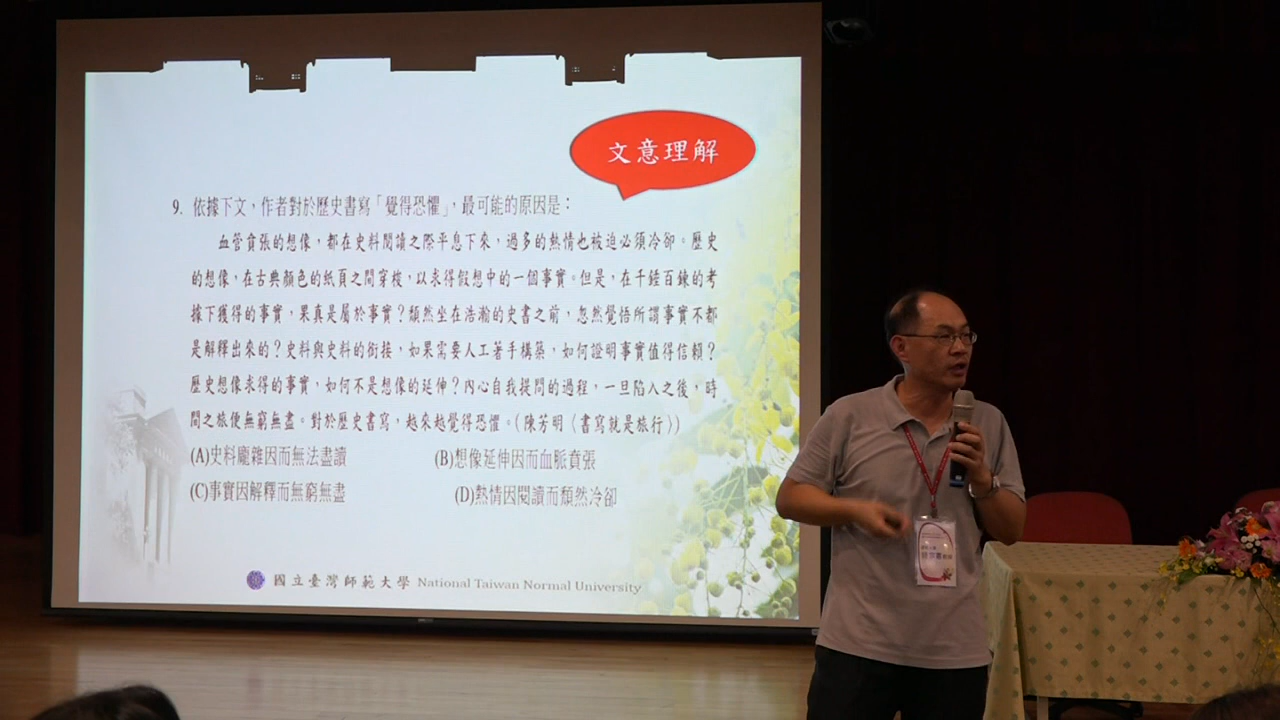 文意理解
9. 依據下文，作者對於歷史書寫「覺得恐懼」，最可能的原因是：
血管賁張的想像，都在史料閱讀之際平息下來，過多的熱情也被迫必須冷卻。歷史
的想像，在古典顏色的紙頁之間穿梭，以求得假想中的一個事實。但是，在千錘百鍊的考
據下獲得的事實，果真是屬於事實？頹然坐在浩瀚的史書之前，忽然覺悟所謂事實不都
是解釋出來的？史料與史料的銜接，如果需要人工著手構築，如何證明事實值得信賴？
歷史想像求得的事實，如何不是想像的延伸？內心自我提問的過程，一旦陷入之後，時
間之旅便無窮無盡。對於歷史書寫，越來越覺得恐懼。（陳芳明〈書寫就是旅行〉）
(A)史料龐雜因而無法盡讀 (B)想像延伸因而血脈賁張
(C)事實因解釋而無窮無盡 (D)熱情因閱讀而頹然冷卻
國立臺灣師範大學 National Taiwan Normal University